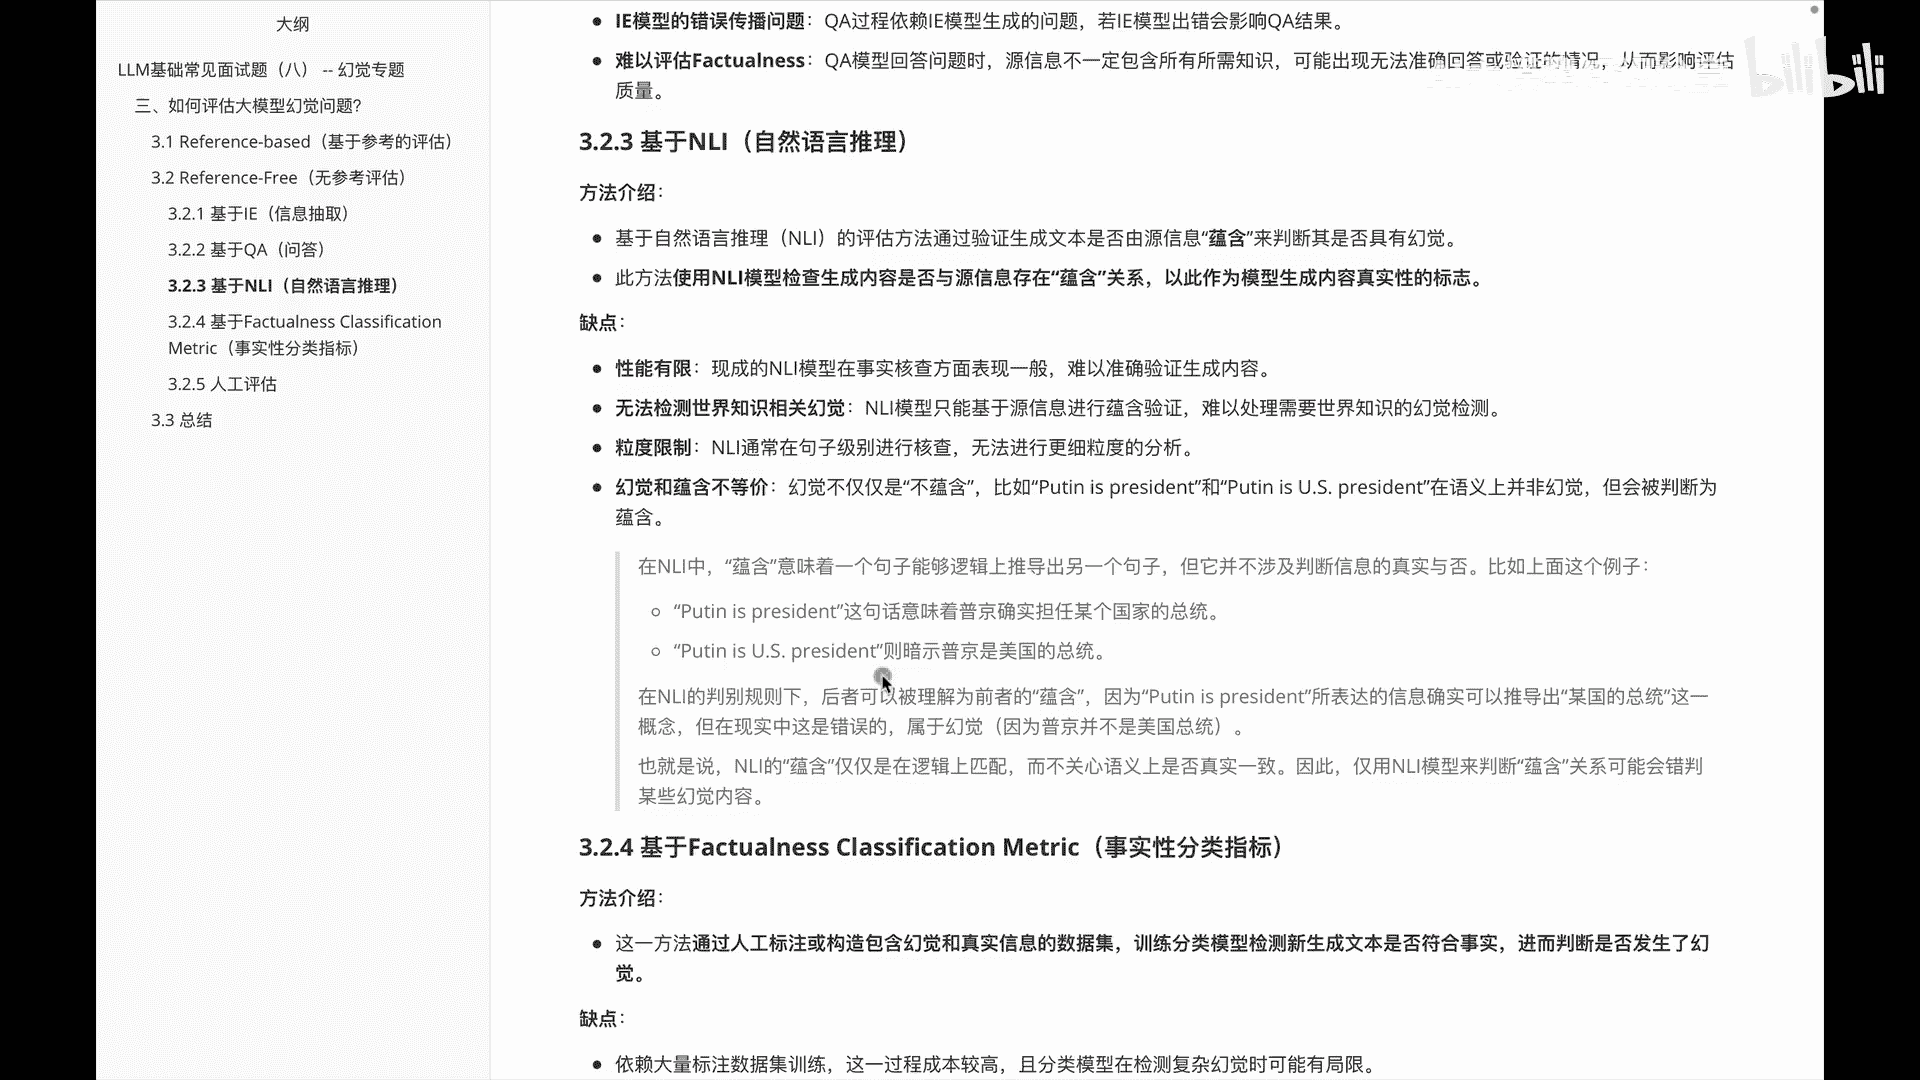 大纲
LLM基础常见面试题（八） -- 幻觉专题
三、如何评估大模型幻觉问题？
3.1 Reference-based（基于参考的评估）
3.2 Reference-Free（无参考评估）
3.2.1 基于IE（信息抽取）
3.2.2 基于QA（问答）
3.2.3 基于NLI（自然语言推理）
3.2.4 基于Factualness Classification
Metric（事实性分类指标）
3.2.5 人工评估
3.3 总结
IE模型的错误传播问题：QA过程依赖IE模型生成的问题，若IE模型出错会影响QA结果。
难以评估Factualness：QA模型回答问题时，源信息不一定包含所有所需知识，可能出现无法准确回答或验证的情况，从而影响评估
质量。
bilibili
3.2.3 基于NLI（自然语言推理）
方法介绍：
基于自然语言推理（NLI）的评估方法通过验证生成文本是否由源信息“蕴含”来判断其是否具有幻觉。
此方法使用NLI模型检查生成内容是否与源信息存在“蕴含”关系，以此作为模型生成内容真实性的标志。
缺点：
性能有限：现成的NLI模型在事实核查方面表现一般，难以准确验证生成内容。
无法检测世界知识相关幻觉：NLI模型只能基于源信息进行蕴含验证，难以处理需要世界知识的幻觉检测。
粒度限制：NLI通常在句子级别进行核查，无法进行更细粒度的分析。
幻觉和蕴含不等价：幻觉不仅仅是“不蕴含”，比如“Putin is president”和“Putin is U.S. president”在语义上并非幻觉，但会被判断为
蕴含。
在NLI中，“蕴含”意味着一个句子能够逻辑上推导出另一个句子，但它并不涉及判断信息的真实与否。比如上面这个例子：
“Putin is president”这句话意味着普京确实担任某个国家的总统。
“Putin is U.S. president”则暗示普京是美国的总统。
在NLI的判别规则下，后者可以被理解为前者的“蕴含”，因为“Putin is president”所表达的信息确实可以推导出“某国的总统”这一
概念，但在现实中这是错误的，属于幻觉（因为普京并不是美国总统）。
也就是说，NLI的“蕴含”仅仅是在逻辑上匹配，而不关心语义上是否真实一致。因此，仅用NLI模型来判断“蕴含”关系可能会错判
某些幻觉内容。
3.2.4 基于Factualness Classification Metric（事实性分类指标）
方法介绍：
这一方法通过人工标注或构造包含幻觉和真实信息的数据集，训练分类模型检测新生成文本是否符合事实，进而判断是否发生了幻
觉。
缺点：
依赖大量标注数据集训练，这一过程成本较高，且分类模型在检测复杂幻觉时可能有局限。